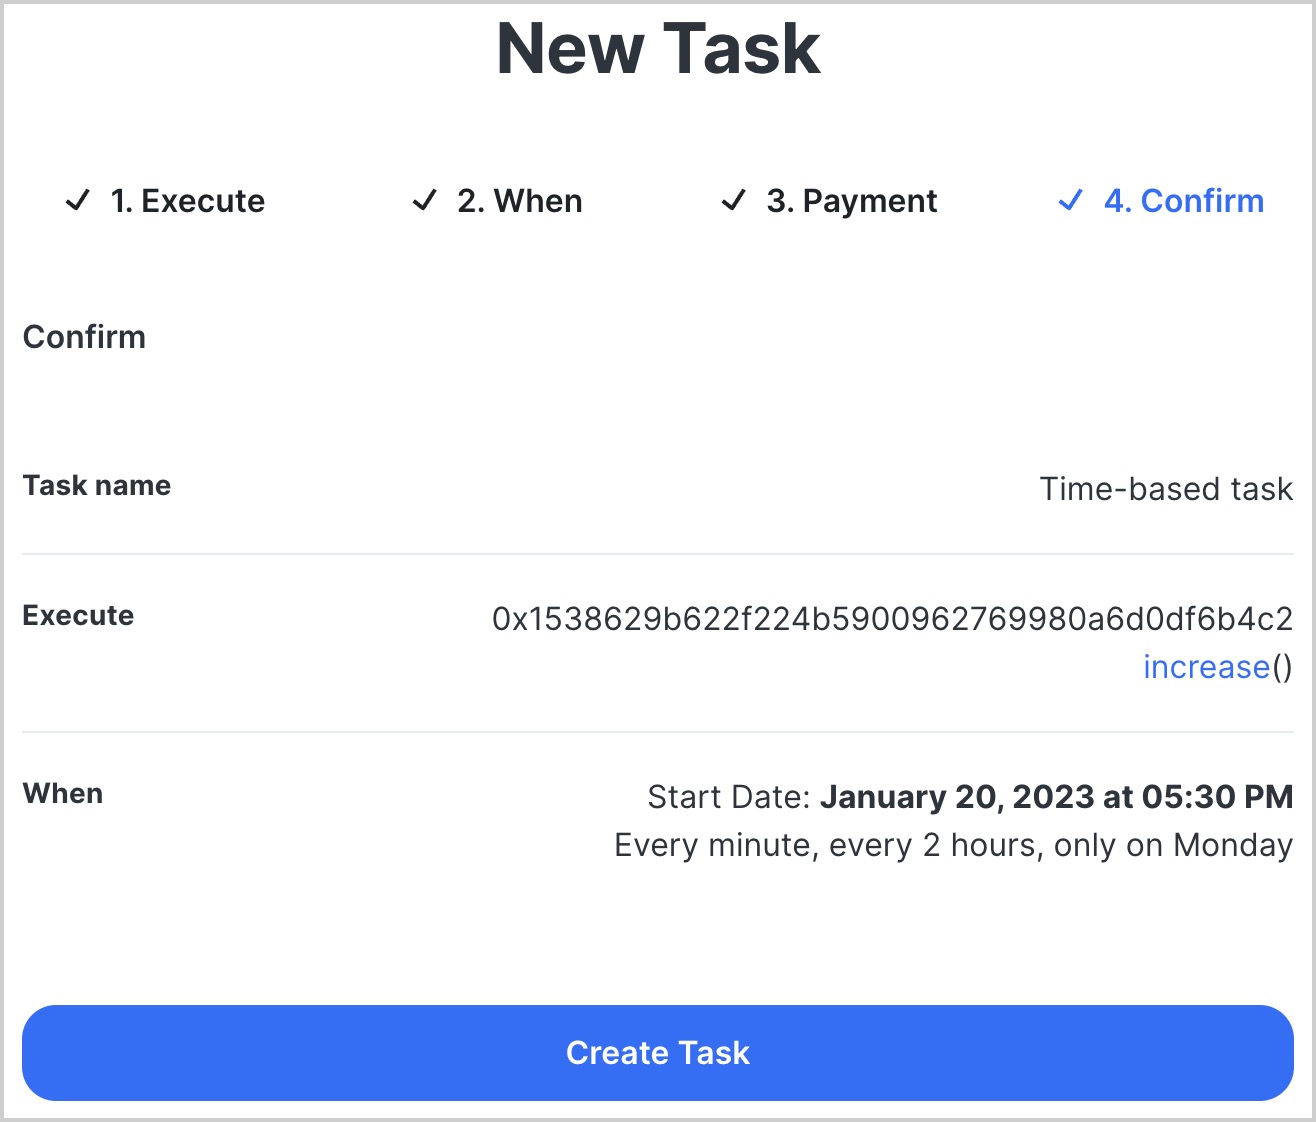 New Task
1. Execute
2. When
3. Payment
4. Confirm
Confirm
Task name
Time-based task
Execute
0x1538629b622f224b5900962769980a6d0df6b4c2
increase()
When
Start Date: January 20, 2023 at 05:30 PM
Every minute, every 2 hours, only on Monday
Create Task